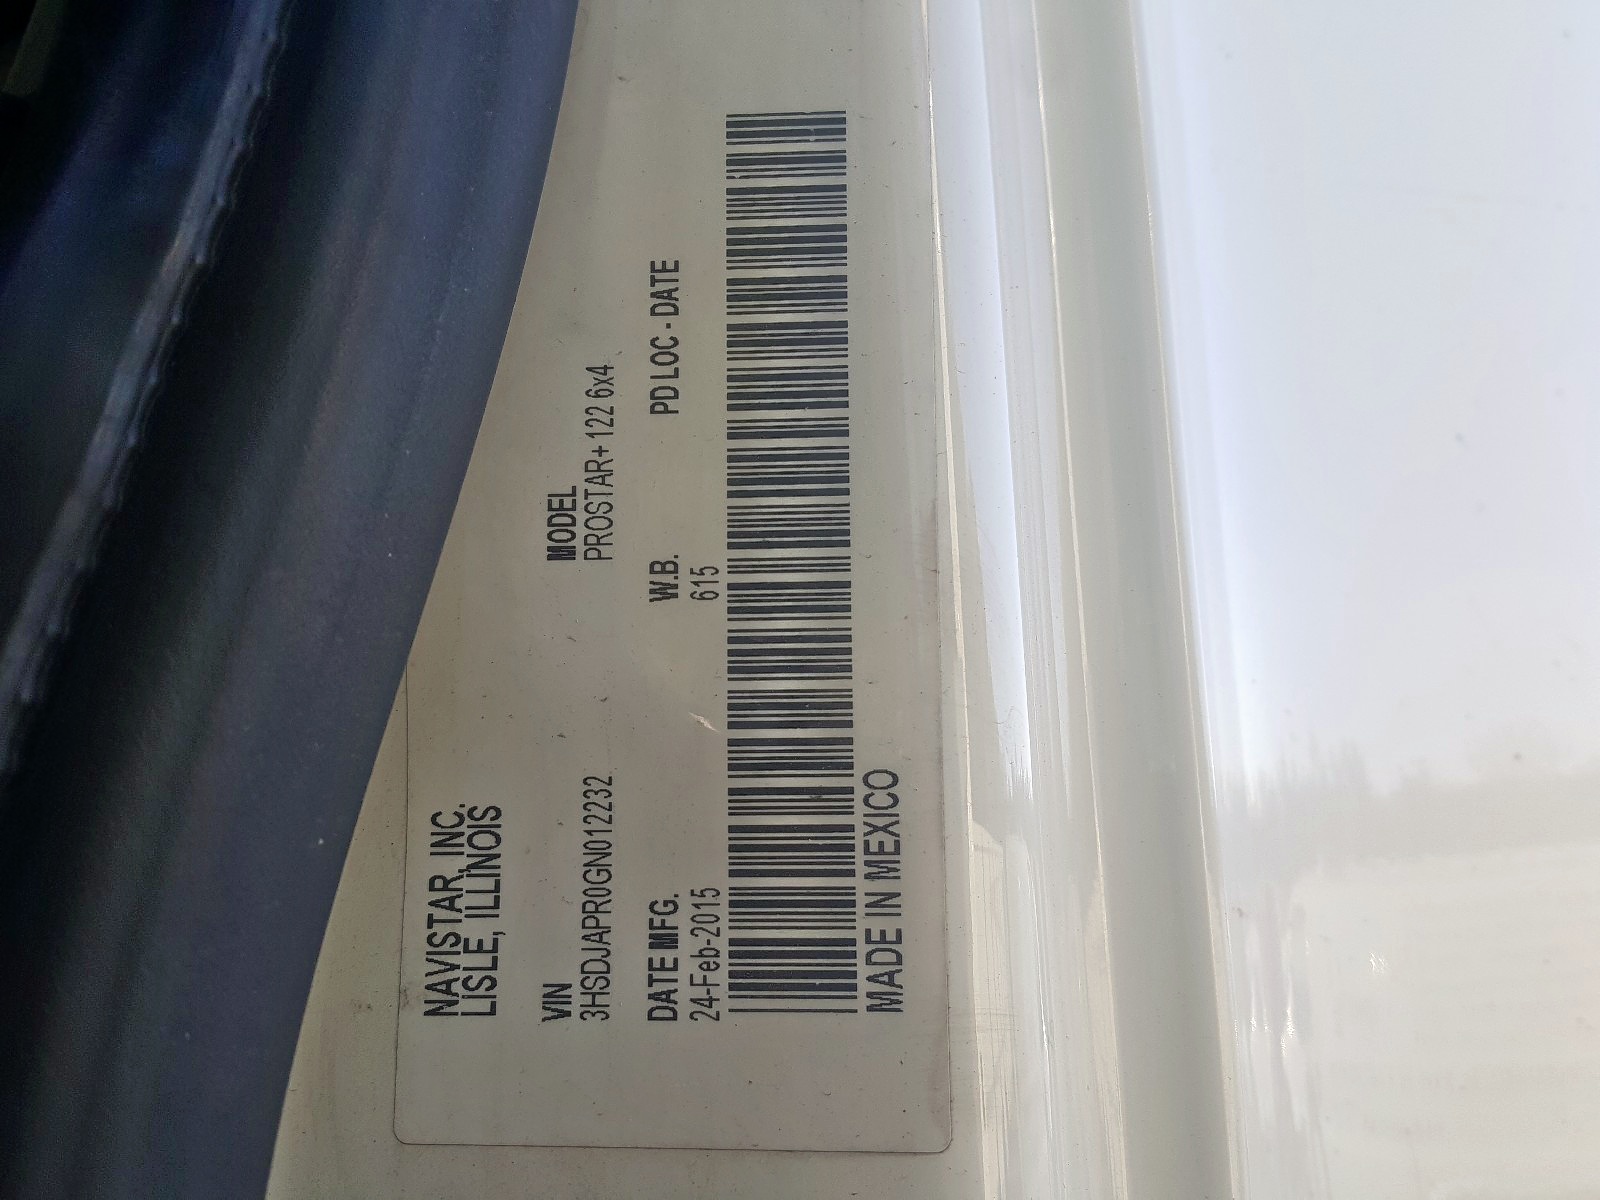 NAVISTAR, INC.
LISLE, ILLINOIS
VIN
3HSDJAPR0GN012232
MODEL
PROSTAR+ 122 6x4
DATE MFG.
24-Feb-2015
W.B.
615
PD LOC - DATE
MADE IN MEXICO